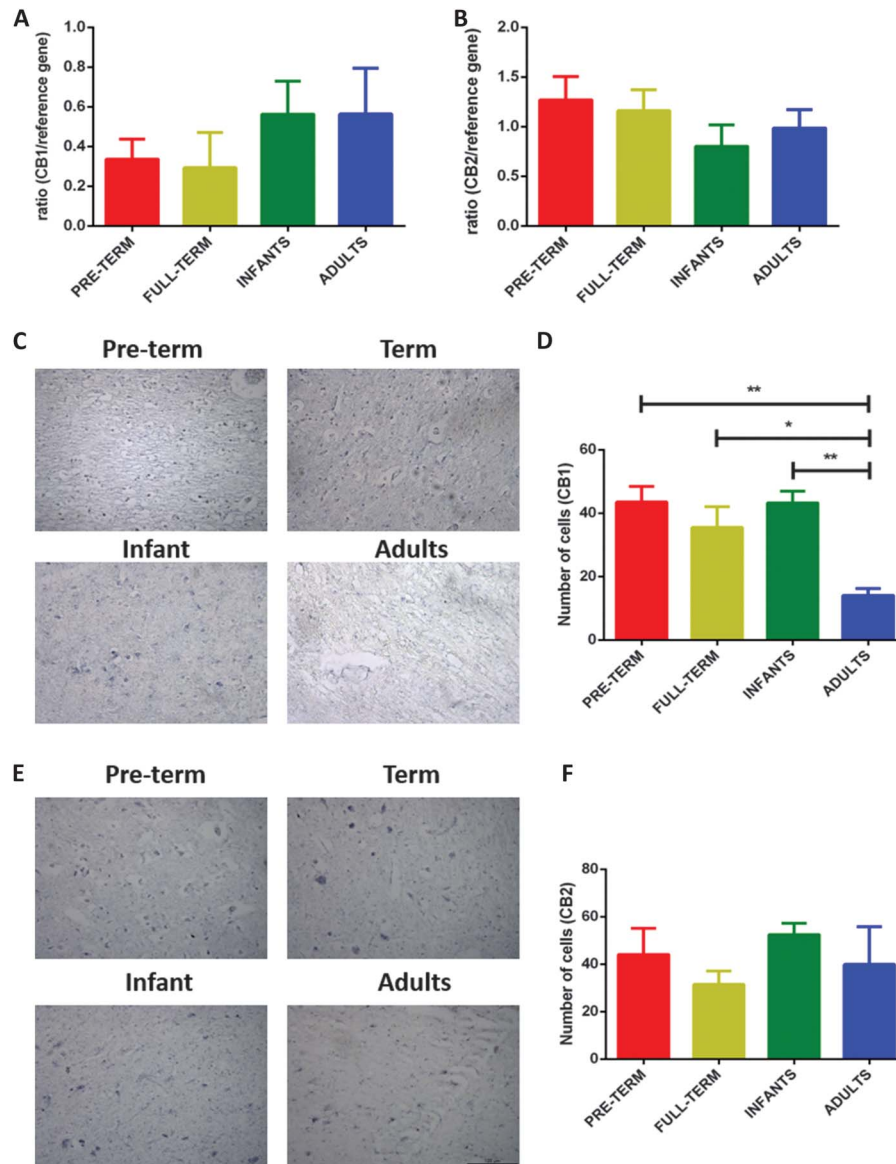 A
ratio (CB1/reference gene)
1.0
0.8
0.6
0.4
0.2
0.0
PRE-TERM
FULL-TERM
INFANTS
ADULTS
B
ratio (CB2/reference gene)
2.0
1.5
1.0
0.5
0.0
PRE-TERM
FULL-TERM
INFANTS
ADULTS
C
Pre-term
Term
Infant
Adults
D
**
*
**
Number of cells (CB1)
60
40
20
0
PRE-TERM
FULL-TERM
INFANTS
ADULTS
E
Pre-term
Term
Infant
Adults
F
Number of cells (CB2)
80
60
40
20
0
PRE-TERM
FULL-TERM
INFANTS
ADULTS